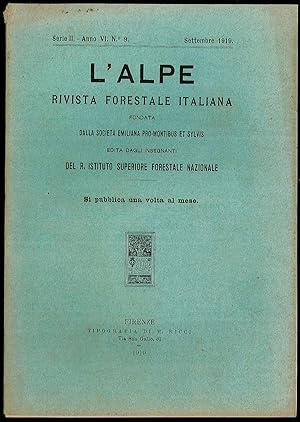 Serie II. - Anno VI. N.º 9.
Settembre 1919.
L'ALPE
RIVISTA FORESTALE ITALIANA
FONDATA
DALLA SOCIETÀ EMILIANA PRO-MONTIBUS ET SYLVIS
EDITA DAGLI INSEGNANTI
DEL R. ISTITUTO SUPERIORE FORESTALE NAZIONALE
Si pubblica una volta al mese.
FIRENZE
TIPOGRAFIA DI M. RICCI
Via San Gallo, 31
1919